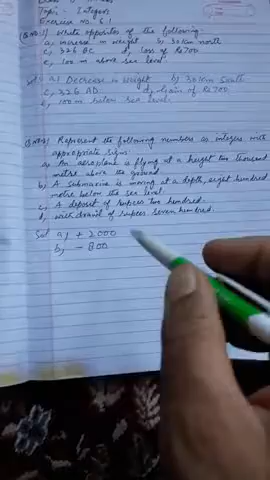 Topic - Integers
Exercise No. 6.1
Q No. 1) Write opposites of the following:
a, increase in weight b) 30 km north
c, 326 BC d, loss of Rs 700
e, 100 m above sea level
a) Decrease in weight b) 30 km South
c, 326 AD d, Gain of Rs 700
e, 100 m below sea level.
Q No. 2) Represent the following numbers as integers with
appropriate signs
a, An aeroplane is flying at a height two thousand
metre above the ground.
b, A submarine is moving at a depth, eight hundred
metre below the sea level.
c, A deposit of rupees two hundred.
d, withdrawl of rupees seven hundred.
Sol a, + 2000
b, - 800